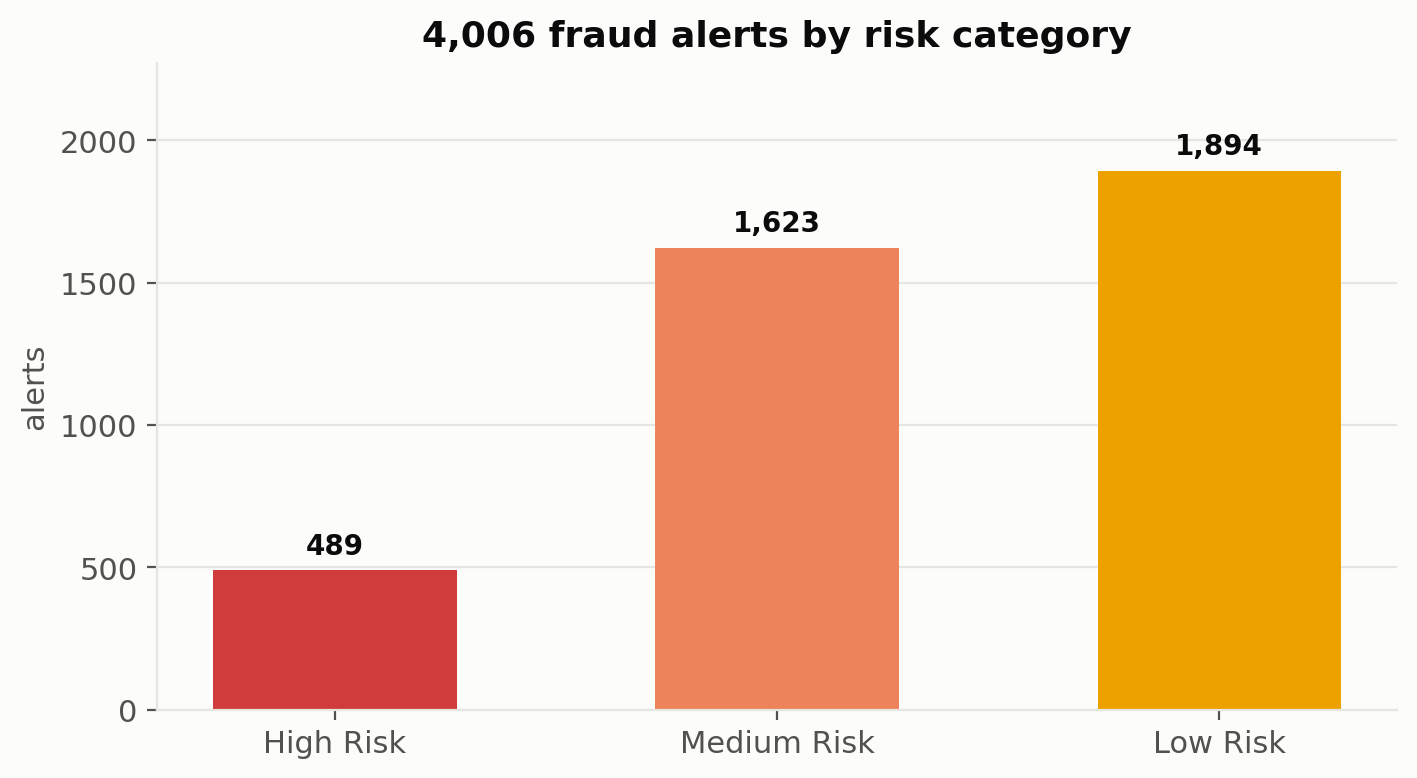 4,006 fraud alerts by risk category
2000
1500
1000
500
0
alerts
489
1,623
1,894
High Risk
Medium Risk
Low Risk